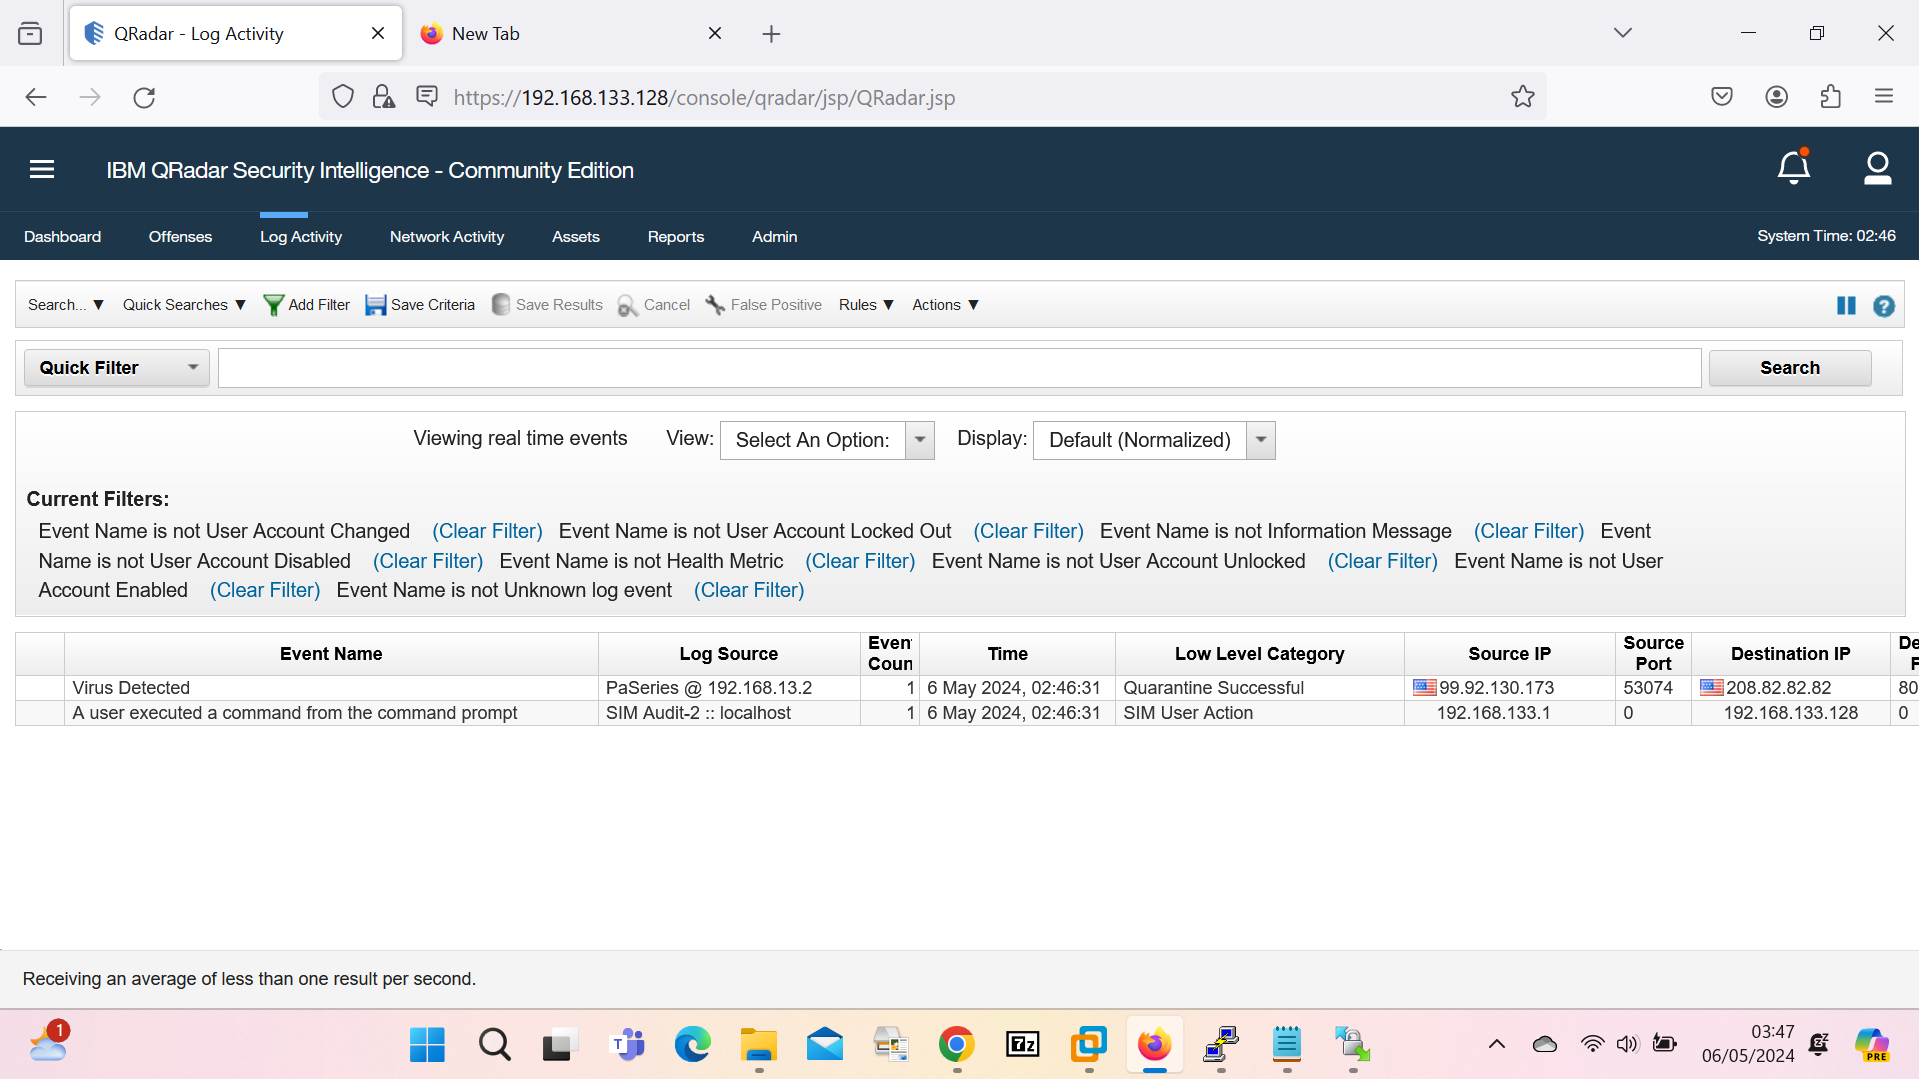 QRadar - Log Activity
New Tab
https://192.168.133.128/console/qradar/jsp/QRadar.jsp
IBM QRadar Security Intelligence - Community Edition
Dashboard Offenses Log Activity Network Activity Assets Reports Admin System Time: 02:46
Search... ▼ Quick Searches ▼ Add Filter Save Criteria Save Results Cancel False Positive Rules ▼ Actions ▼
Quick Filter Search
Viewing real time events View: Select An Option: Display: Default (Normalized)
Current Filters:
Event Name is not User Account Changed (Clear Filter) Event Name is not User Account Locked Out (Clear Filter) Event Name is not Information Message (Clear Filter) Event
Name is not User Account Disabled (Clear Filter) Event Name is not Health Metric (Clear Filter) Event Name is not User Account Unlocked (Clear Filter) Event Name is not User
Account Enabled (Clear Filter) Event Name is not Unknown log event (Clear Filter)
Event Name Log Source Even Coun Time Low Level Category Source IP Source Port Destination IP De
Virus Detected PaSeries @ 192.168.13.2 1 6 May 2024, 02:46:31 Quarantine Successful 99.92.130.173 53074 208.82.82.82 80
A user executed a command from the command prompt SIM Audit-2 :: localhost 1 6 May 2024, 02:46:31 SIM User Action 192.168.133.1 0 192.168.133.128 0
Receiving an average of less than one result per second.
1
7z
03:47
06/05/2024
PRE